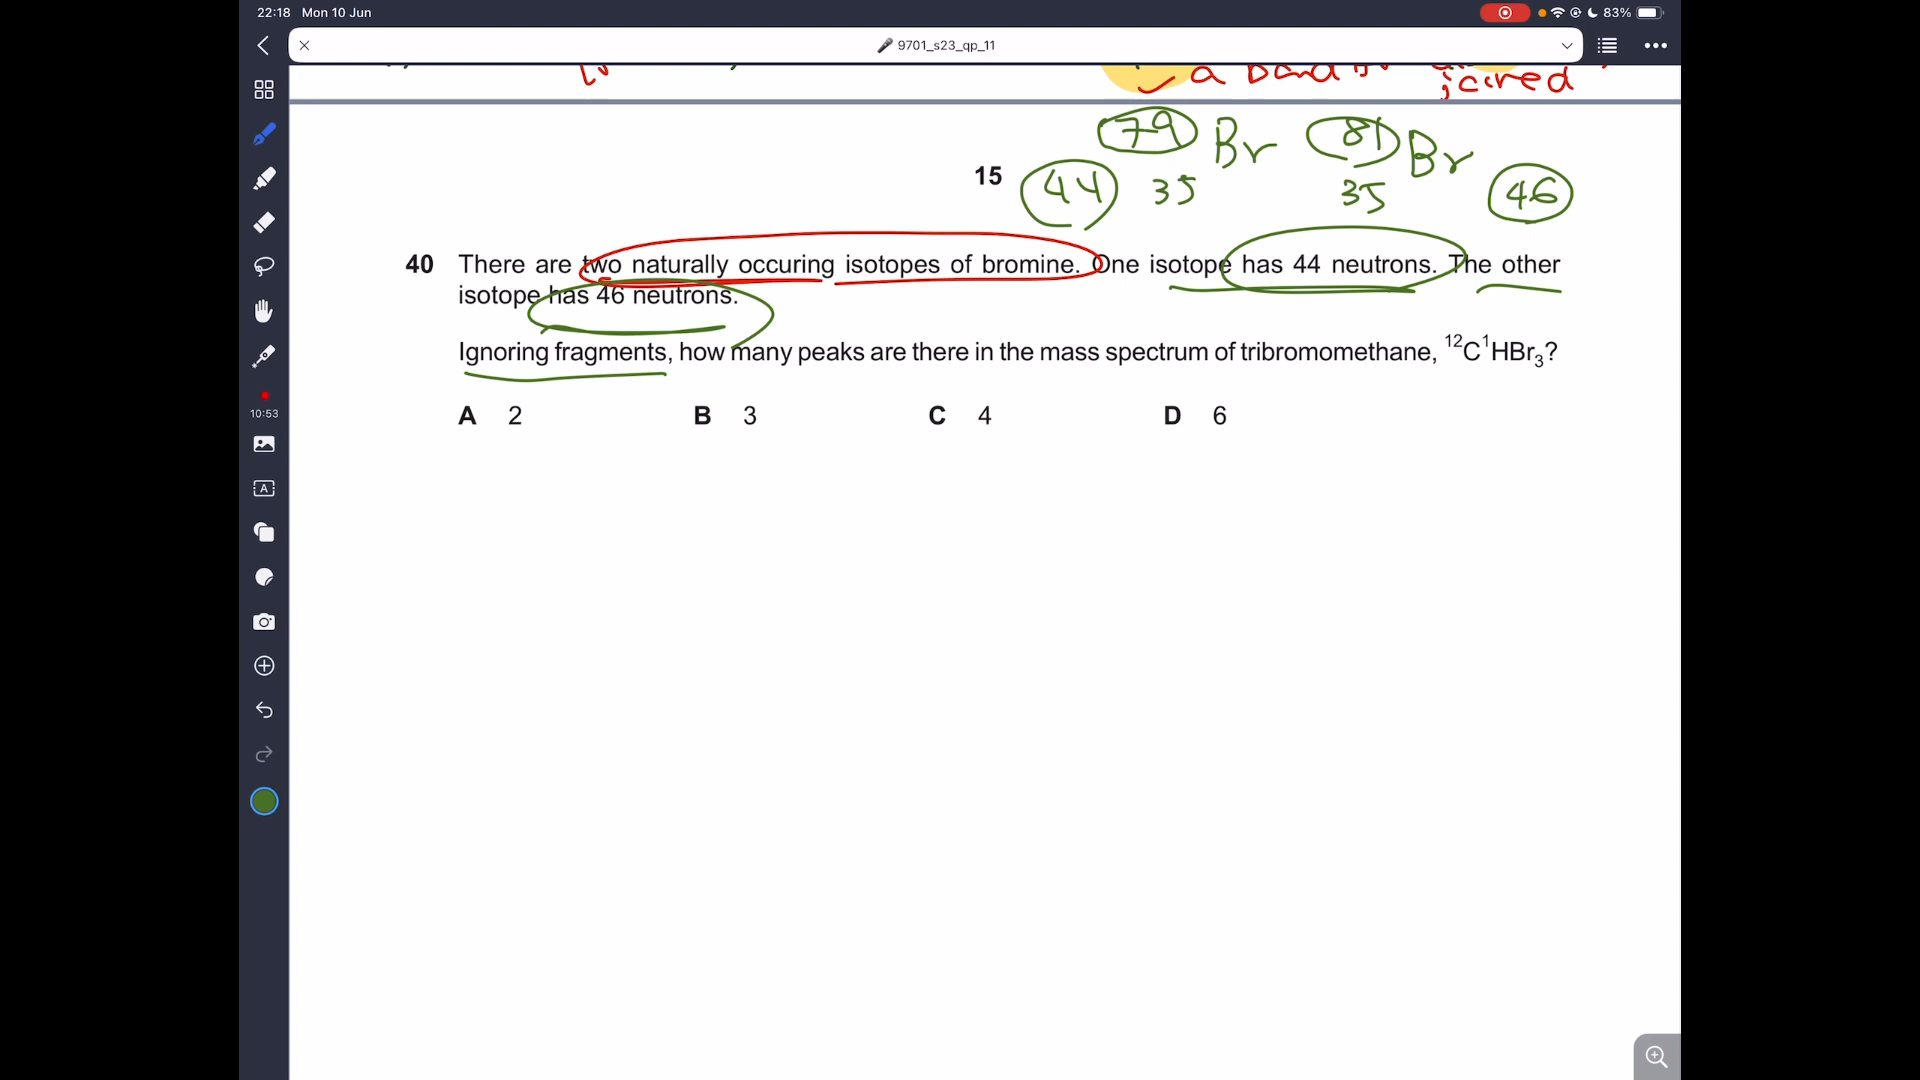 22:18 Mon 10 Jun
83%
9701_s23_qp_11
a
joined
79 Br 81 Br
15
44 35 35 46
40 There are two naturally occuring isotopes of bromine. One isotope has 44 neutrons. The other
isotope has 46 neutrons.
Ignoring fragments, how many peaks are there in the mass spectrum of tribromomethane, ¹²C¹HBr₃?
A 2 B 3 C 4 D 6
10:53
A